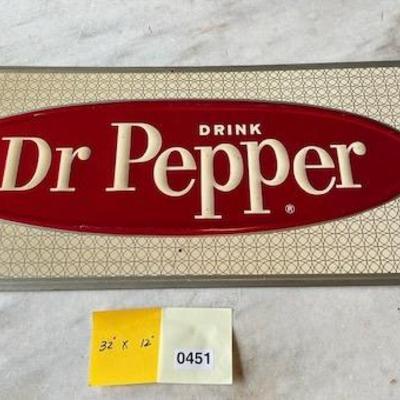 DRINK
Dr Pepper
®
32" X 12"
0451